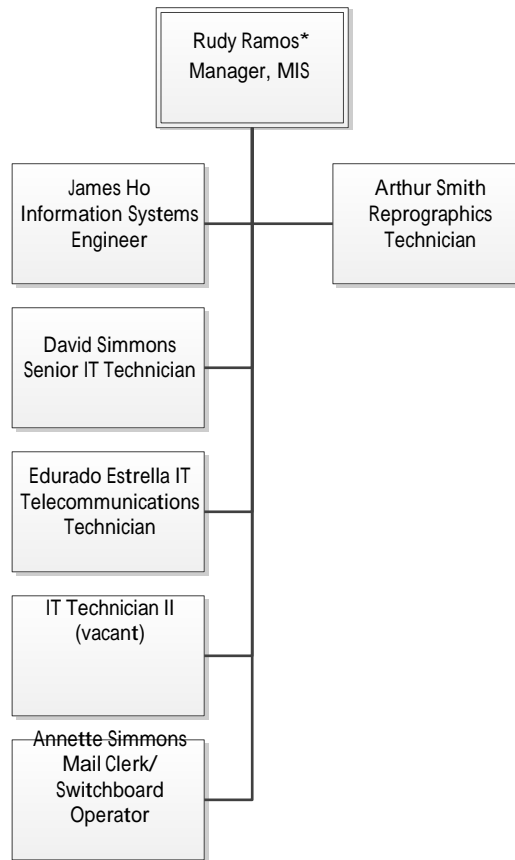 Rudy Ramos*
Manager, MIS
James Ho
Information Systems
Engineer
Arthur Smith
Reprographics
Technician
David Simmons
Senior IT Technician
Edurado Estrella IT
Telecommunications
Technician
IT Technician II
(vacant)
Annette Simmons
Mail Clerk/
Switchboard
Operator